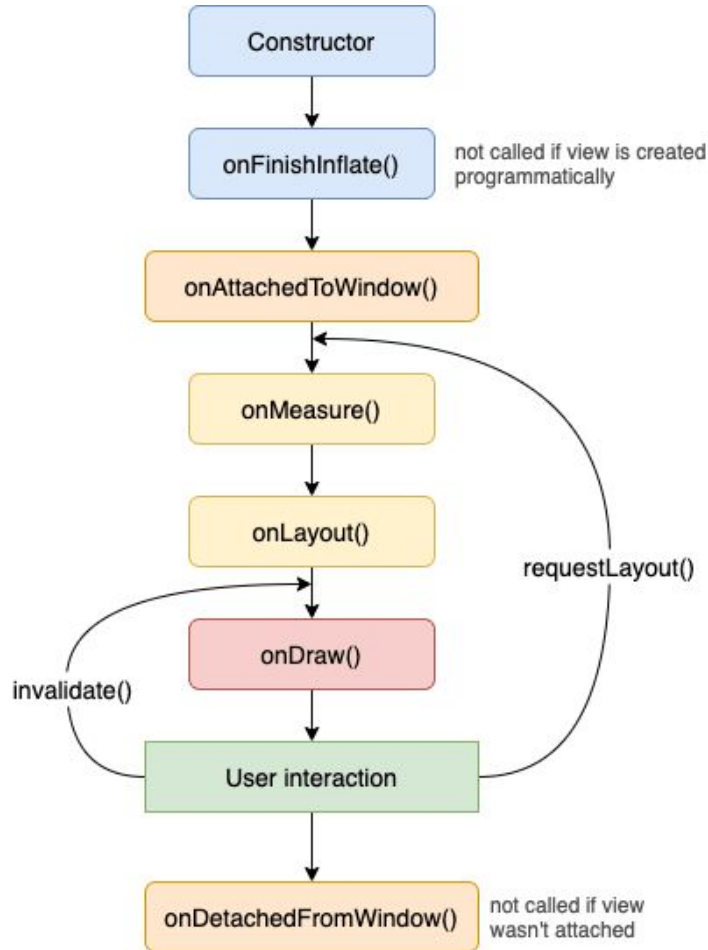 Constructor
onFinishInflate()
not called if view is created
programmatically
onAttachedToWindow()
onMeasure()
onLayout()
requestLayout()
onDraw()
invalidate()
User interaction
onDetachedFromWindow()
not called if view
wasn't attached